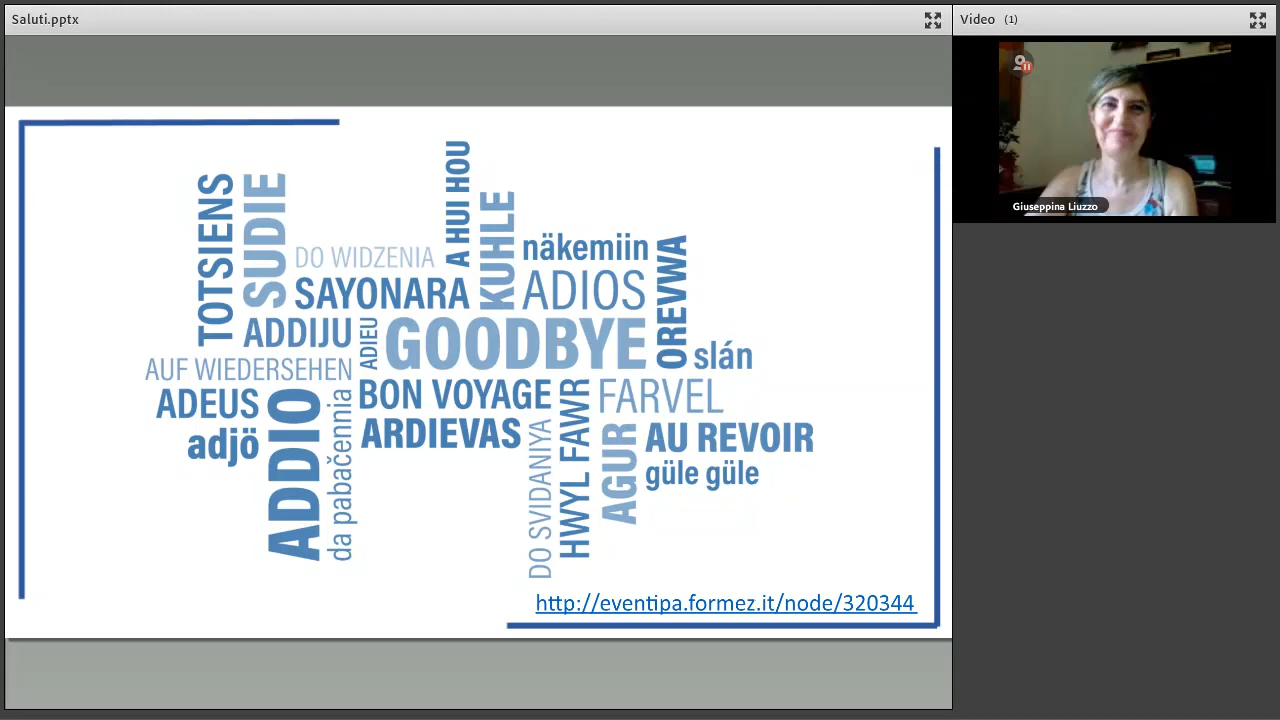 Saluti.pptx
Video (1)
Giuseppina Liuzzo
TOTSIENS
SUDIE
DO WIDZENIA
A HUI HOU
KUHLE
näkemiin
SAYONARA
ADIOS
OREVWA
ADDIJU
ADIEU
GOODBYE
slán
AUF WIEDERSEHEN
ADEUS
BON VOYAGE
FARVEL
adjö
ADDIO
da pabačennia
ARDIEVAS
DO SVIDANIYA
HWYL FAWR
AGUR
AU REVOIR
güle güle
http://eventipa.formez.it/node/320344